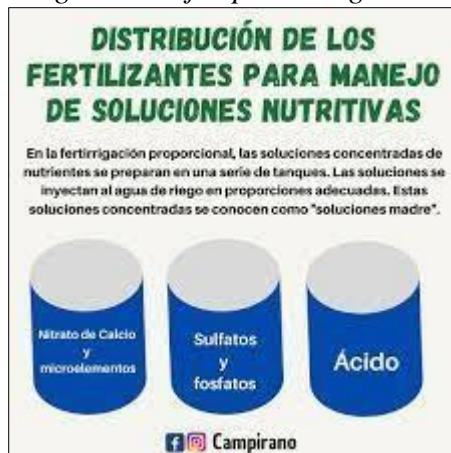 DISTRIBUCIÓN DE LOS
FERTILIZANTES PARA MANEJO
DE SOLUCIONES NUTRITIVAS
En la fertirrigación proporcional, las soluciones concentradas de
nutrientes se preparan en una serie de tanques. Las soluciones se
inyectan al agua de riego en proporciones adecuadas. Estas
soluciones concentradas se conocen como "soluciones madre".
Nitrato de Calcio
y
microelementos
Sulfatos
y
fosfatos
Ácido
Campirano